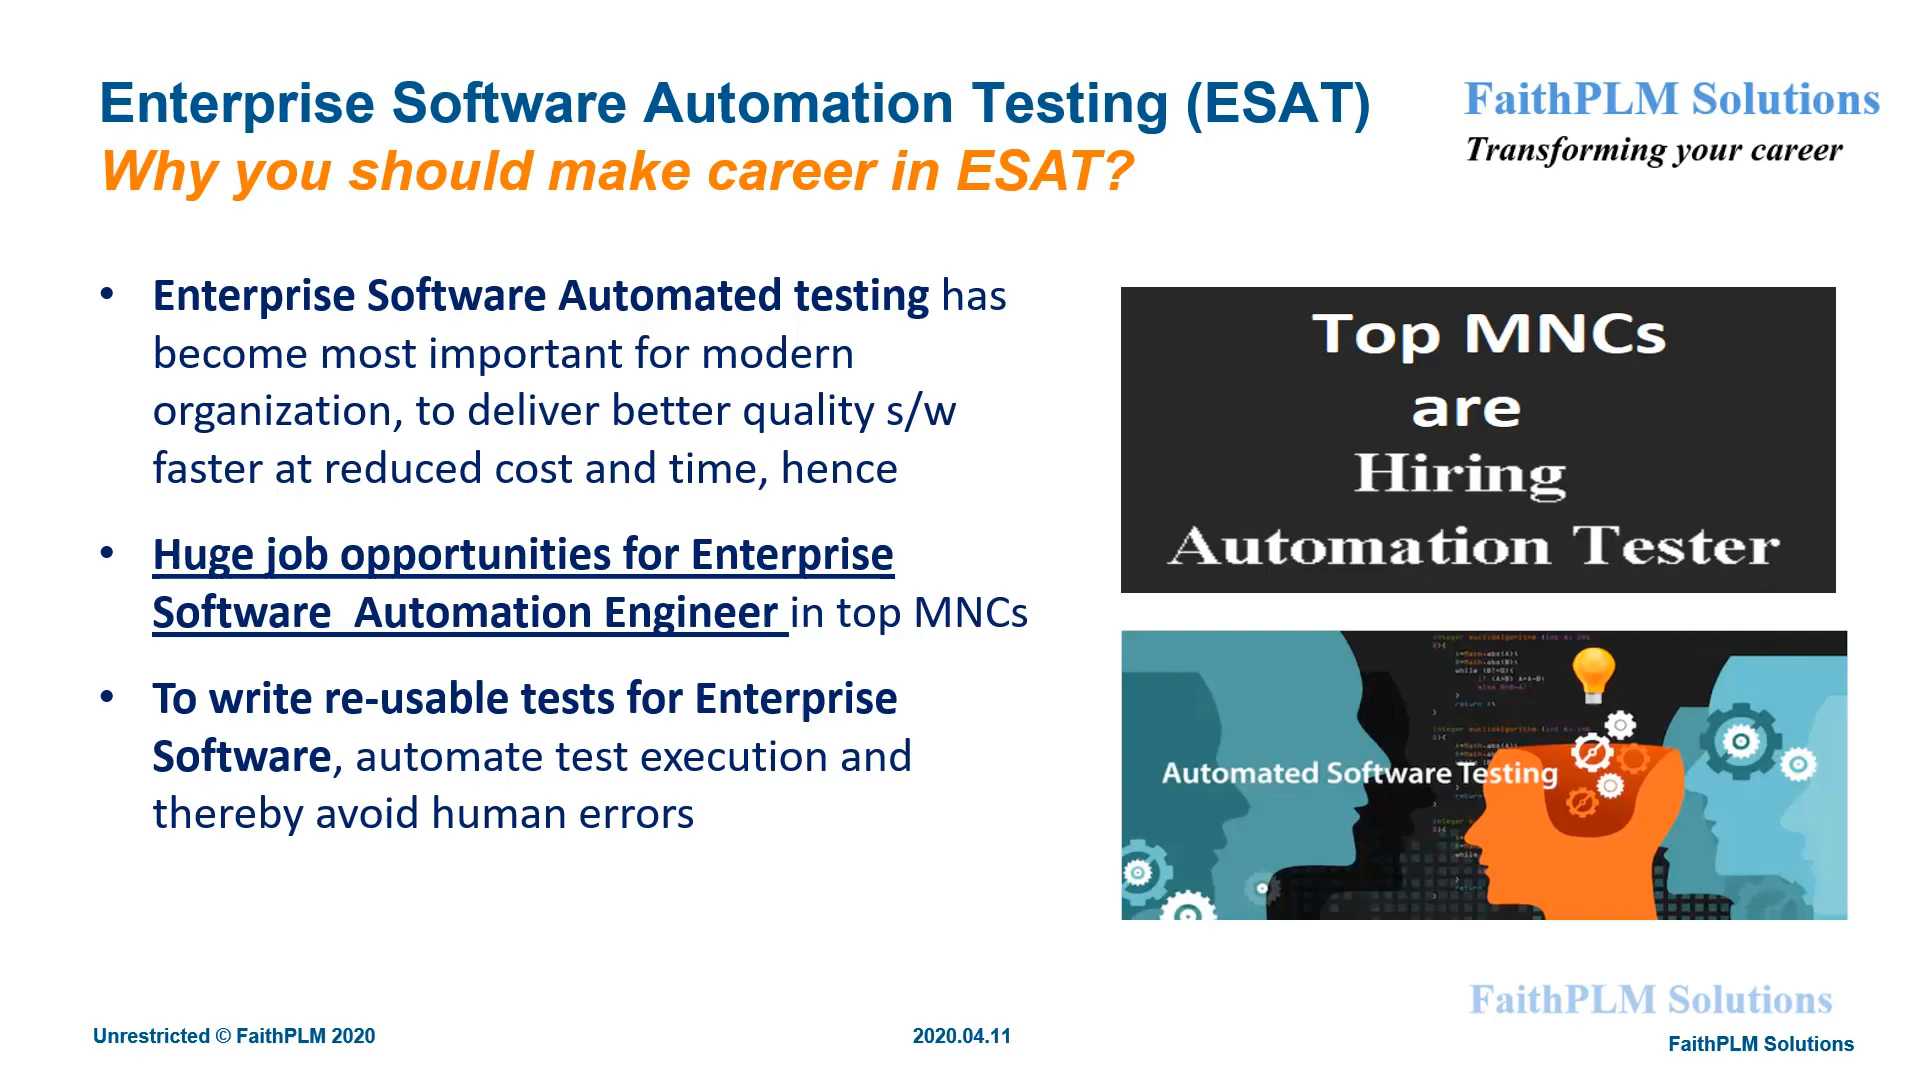 Enterprise Software Automation Testing (ESAT)
Why you should make career in ESAT?
FaithPLM Solutions
Transforming your career
• Enterprise Software Automated testing has
become most important for modern
organization, to deliver better quality s/w
faster at reduced cost and time, hence
• Huge job opportunities for Enterprise
Software Automation Engineer in top MNCs
• To write re-usable tests for Enterprise
Software, automate test execution and
thereby avoid human errors
Top MNCs
are
Hiring
Automation Tester
Automated Software Testing
FaithPLM Solutions
Unrestricted © FaithPLM 2020
2020.04.11
FaithPLM Solutions